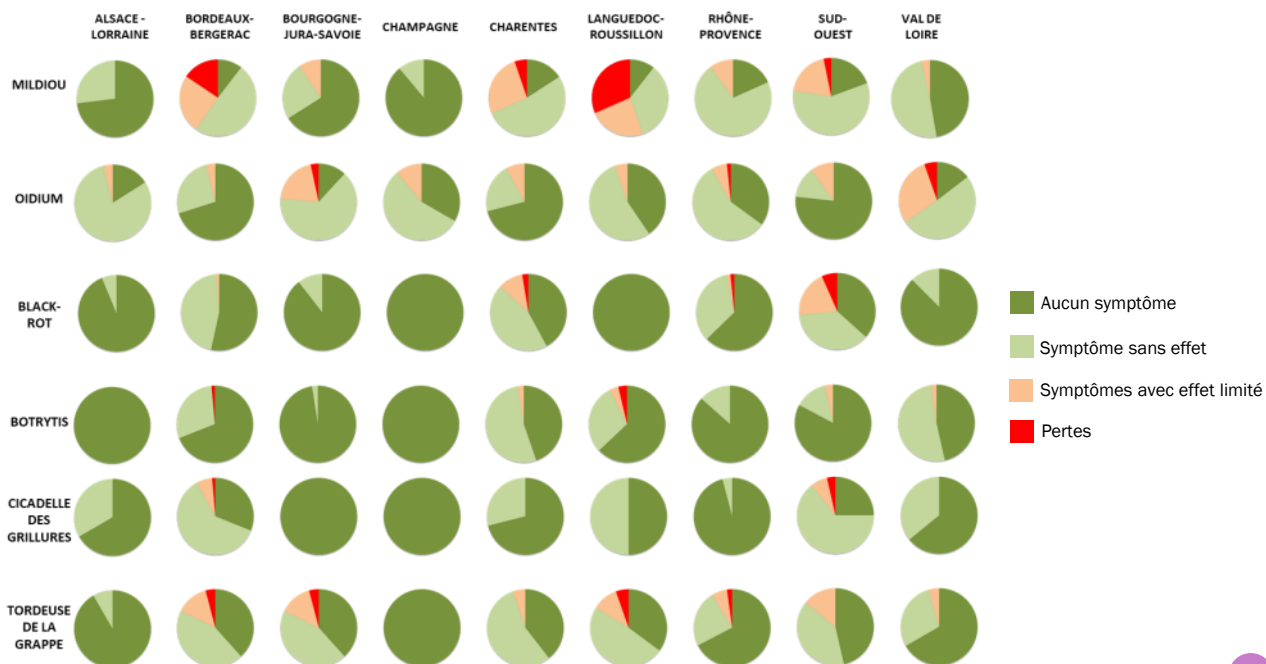 ALSACE -
LORRAINE
BORDEAUX-
BERGERAC
BOURGOGNE-
JURA-SAVOIE
CHAMPAGNE
CHARENTES
LANGUEDOC-
ROUSSILLON
RHÔNE-
PROVENCE
SUD-
OUEST
VAL DE
LOIRE
MILDIOU
OIDIUM
BLACK-
ROT
BOTRYTIS
CICADELLE
DES
GRILLURES
TORDEUSE
DE LA
GRAPPE
Aucun symptôme
Symptôme sans effet
Symptômes avec effet limité
Pertes